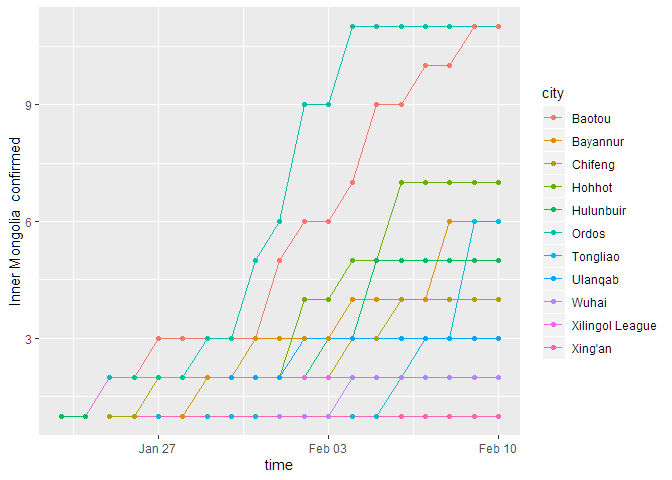 Inner Mongolia  confirmed
9
6
3
Jan 27
Feb 03
Feb 10
time
city
Baotou
Bayannur
Chifeng
Hohhot
Hulunbuir
Ordos
Tongliao
Ulanqab
Wuhai
Xilingol League
Xing'an